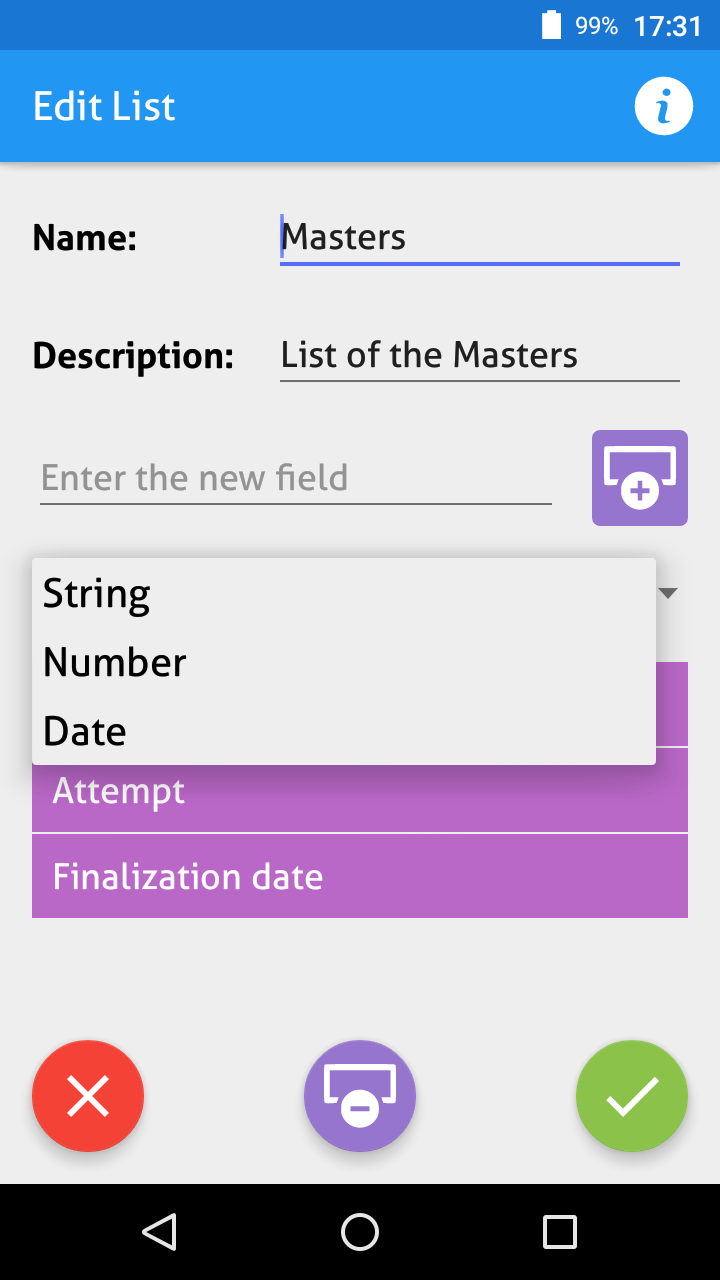 99% 17:31
Edit List
i
Name: Masters
Description: List of the Masters
Enter the new field
String
Number
Date
Attempt
Finalization date